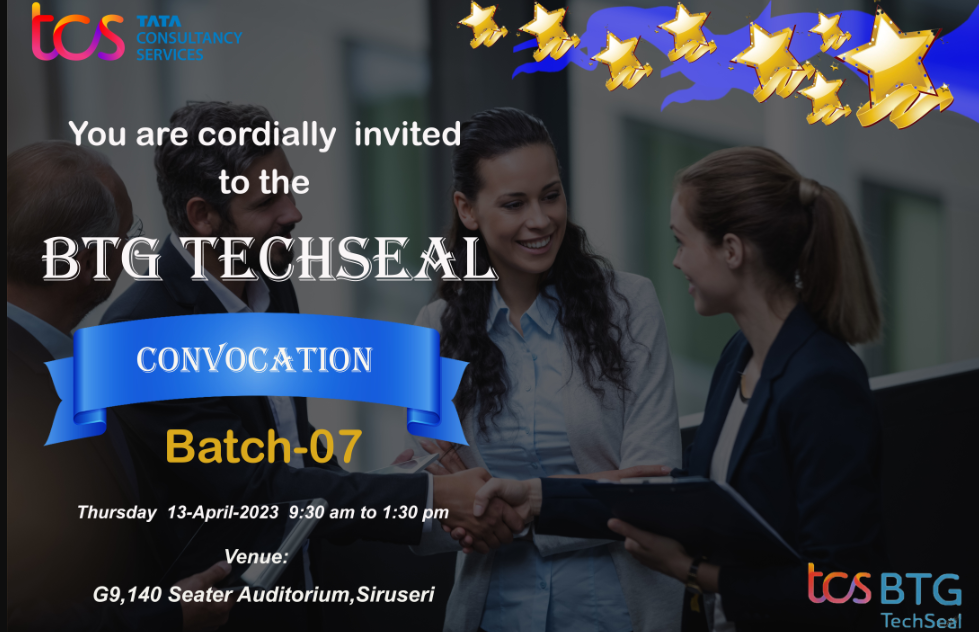 tcs TATA
CONSULTANCY
SERVICES
You are cordially invited
to the
BTG TECHSEAL
CONVOCATION
Batch-07
Thursday 13-April-2023 9:30 am to 1:30 pm
Venue:
G9,140 Seater Auditorium,Siruseri
tcs BTG
TechSeal